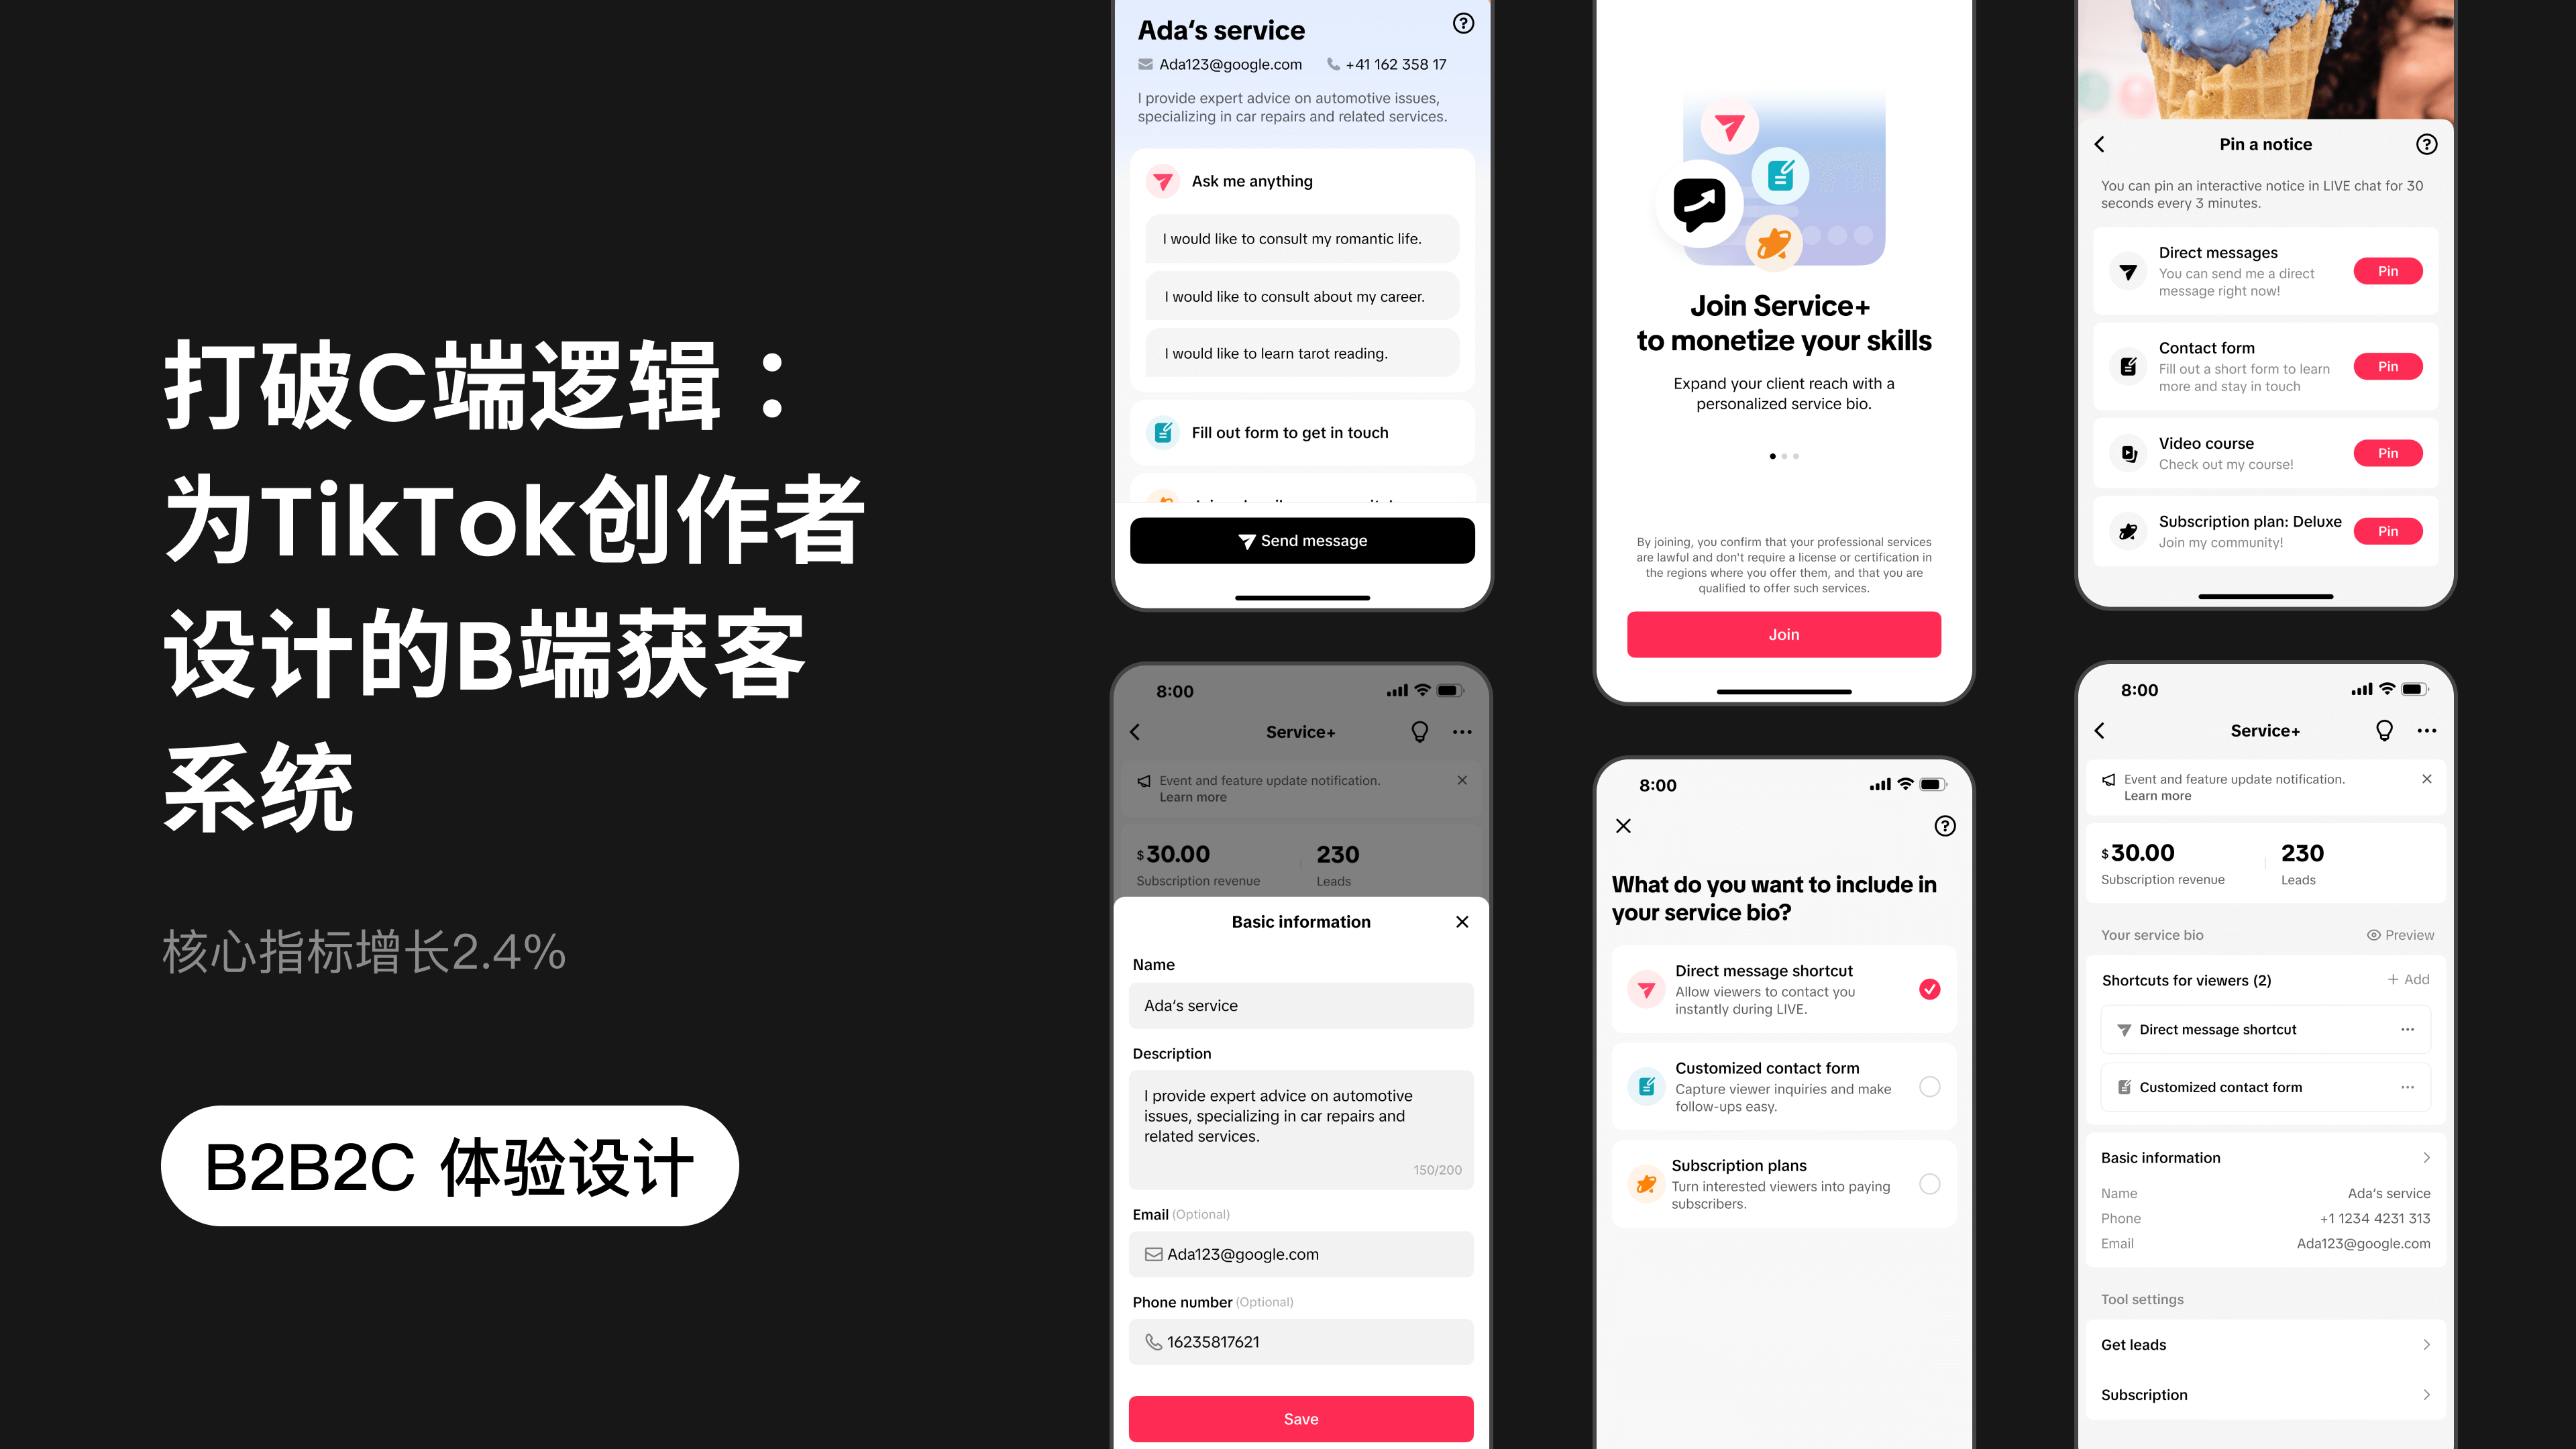 打破C端逻辑：
为TikTok创作者
设计的B端获客
系统
核心指标增长2.4%
B2B2C 体验设计
Ada‘s service
Ada123@google.com
+41 162 358 17
I provide expert advice on automotive issues,
specializing in car repairs and related services.
Ask me anything
I would like to consult my romantic life.
I would like to consult about my career.
I would like to learn tarot reading.
Fill out form to get in touch
Send message
8:00
Service+
Event and feature update notification.
Learn more
$30.00
230
Subscription revenue
Leads
Basic information
Name
Ada‘s service
Description
I provide expert advice on automotive
issues, specializing in car repairs and
related services.
150/200
Email (Optional)
Ada123@google.com
Phone number (Optional)
16235817621
Save
Join Service+
to monetize your skills
Expand your client reach with a
personalized service bio.
By joining, you confirm that your professional services
are lawful and don't require a license or certification in
the regions where you offer them, and that you are
qualified to offer such services.
Join
8:00
What do you want to include in
your service bio?
Direct message shortcut
Allow viewers to contact you
instantly during LIVE.
Customized contact form
Capture viewer inquiries and make
follow-ups easy.
Subscription plans
Turn interested viewers into paying
subscribers.
Pin a notice
You can pin an interactive notice in LIVE chat for 30
seconds every 3 minutes.
Direct messages
You can send me a direct
message right now!
Pin
Contact form
Fill out a short form to learn
more and stay in touch
Pin
Video course
Check out my course!
Pin
Subscription plan: Deluxe
Join my community!
Pin
8:00
Service+
Event and feature update notification.
Learn more
$30.00
230
Subscription revenue
Leads
Your service bio
Preview
Shortcuts for viewers (2)
+ Add
Direct message shortcut
Customized contact form
Basic information
Name
Ada‘s service
Phone
+1 1234 4231 313
Email
Ada123@google.com
Tool settings
Get leads
Subscription